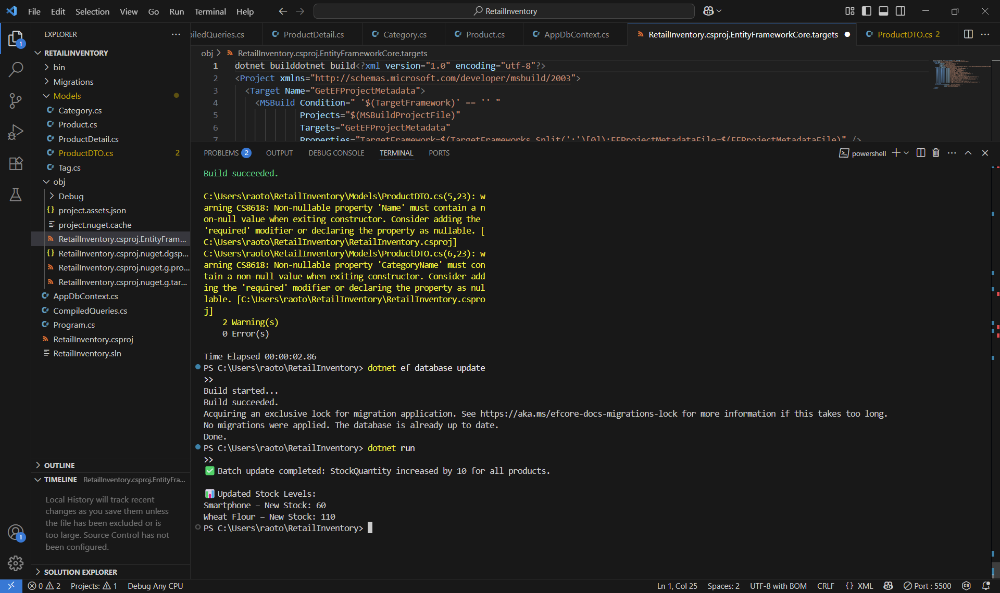 File Edit Selection View Go Run Terminal Help
RetailInventory
EXPLORER
RETAILINVENTORY
bin
Migrations
Models
Category.cs
Product.cs
ProductDetail.cs
ProductDTO.cs 2
Tag.cs
obj
Debug
project.assets.json
project.nuget.cache
RetailInventory.csproj.EntityFram...
RetailInventory.csproj.nuget.dgsp...
RetailInventory.csproj.nuget.g.pro...
RetailInventory.csproj.nuget.g.tar...
AppDbContext.cs
CompiledQueries.cs
Program.cs
RetailInventory.csproj
RetailInventory.sln
OUTLINE
TIMELINE RetailInventory.csproj.EntityFra...
Local History will track recent
changes as you save them unless
the file has been excluded or is
too large. Source Control has not
been configured.
SOLUTION EXPLORER
1
1
piledQueries.cs ProductDetail.cs Category.cs Product.cs AppDbContext.cs RetailInventory.csproj.EntityFrameworkCore.targets ProductDTO.cs 2
obj > RetailInventory.csproj.EntityFrameworkCore.targets
1 dotnet builddotnet build<?xml version="1.0" encoding="utf-8"?>
2 <Project xmlns="http://schemas.microsoft.com/developer/msbuild/2003">
3 <Target Name="GetEFProjectMetadata">
4 <MSBuild Condition=" '$(TargetFramework)' == '' "
5 Projects="$(MSBuildProjectFile)"
6 Targets="GetEFProjectMetadata"
7 Properties="TargetFramework=$(TargetFrameworks.Split(';')[0]);EFProjectMetadataFile=$(EFProjectMetadataFile)" />
PROBLEMS 2 OUTPUT DEBUG CONSOLE TERMINAL PORTS
powershell
Build succeeded.
C:\Users\raoto\RetailInventory\Models\ProductDTO.cs(5,23): w
arning CS8618: Non-nullable property 'Name' must contain a n
on-null value when exiting constructor. Consider adding the
'required' modifier or declaring the property as nullable. [
C:\Users\raoto\RetailInventory\RetailInventory.csproj]
C:\Users\raoto\RetailInventory\Models\ProductDTO.cs(6,23): w
arning CS8618: Non-nullable property 'CategoryName' must con
tain a non-null value when exiting constructor. Consider add
ing the 'required' modifier or declaring the property as nul
lable. [C:\Users\raoto\RetailInventory\RetailInventory.cspro
j]
2 Warning(s)
0 Error(s)
Time Elapsed 00:00:02.86
PS C:\Users\raoto\RetailInventory> dotnet ef database update
>>
Build started...
Build succeeded.
Acquiring an exclusive lock for migration application. See https://aka.ms/efcore-docs-migrations-lock for more information if this takes too long.
No migrations were applied. The database is already up to date.
Done.
PS C:\Users\raoto\RetailInventory> dotnet run
>>
✅ Batch update completed: StockQuantity increased by 10 for all products.
📊 Updated Stock Levels:
Smartphone – New Stock: 60
Wheat Flour – New Stock: 110
PS C:\Users\raoto\RetailInventory>
0 2 Projects: 1 Debug Any CPU
Ln 1, Col 25 Spaces: 2 UTF-8 with BOM CRLF {} XML Port : 5500